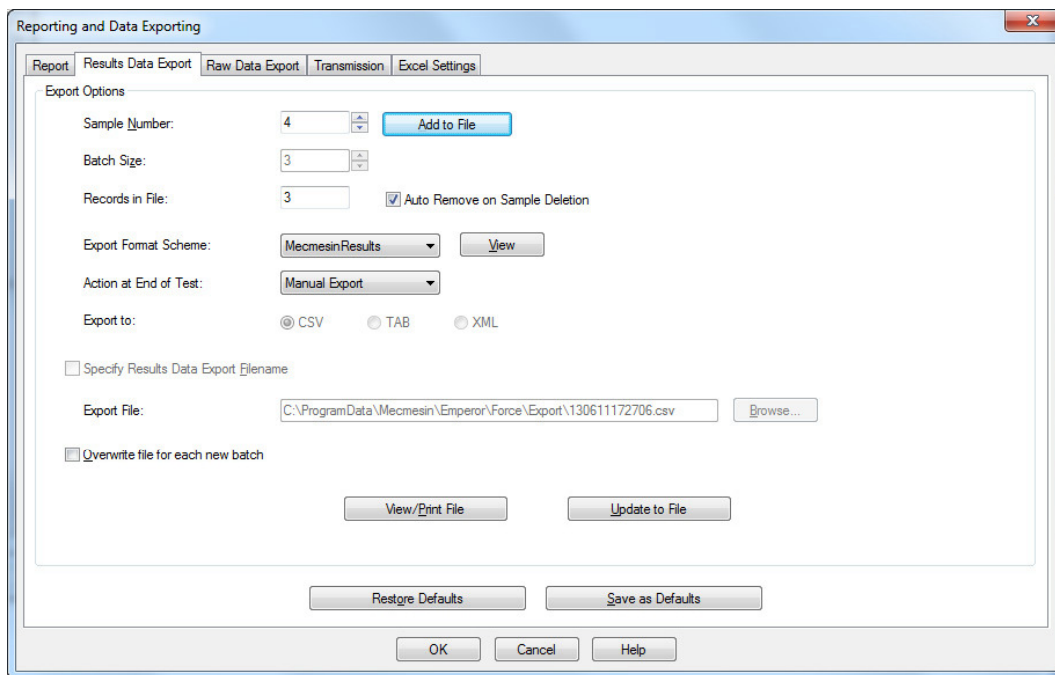 Reporting and Data Exporting
Report Results Data Export Raw Data Export Transmission Excel Settings
Export Options
Sample Number: 4 Add to File
Batch Size: 3
Records in File: 3 Auto Remove on Sample Deletion
Export Format Scheme: MecmesinResults View
Action at End of Test: Manual Export
Export to: CSV TAB XML
Specify Results Data Export Filename
Export File: C:\ProgramData\Mecmesin\Emperor\Force\Export\130611172706.csv Browse...
Overwrite file for each new batch
View/Print File Update to File
Restore Defaults Save as Defaults
OK Cancel Help